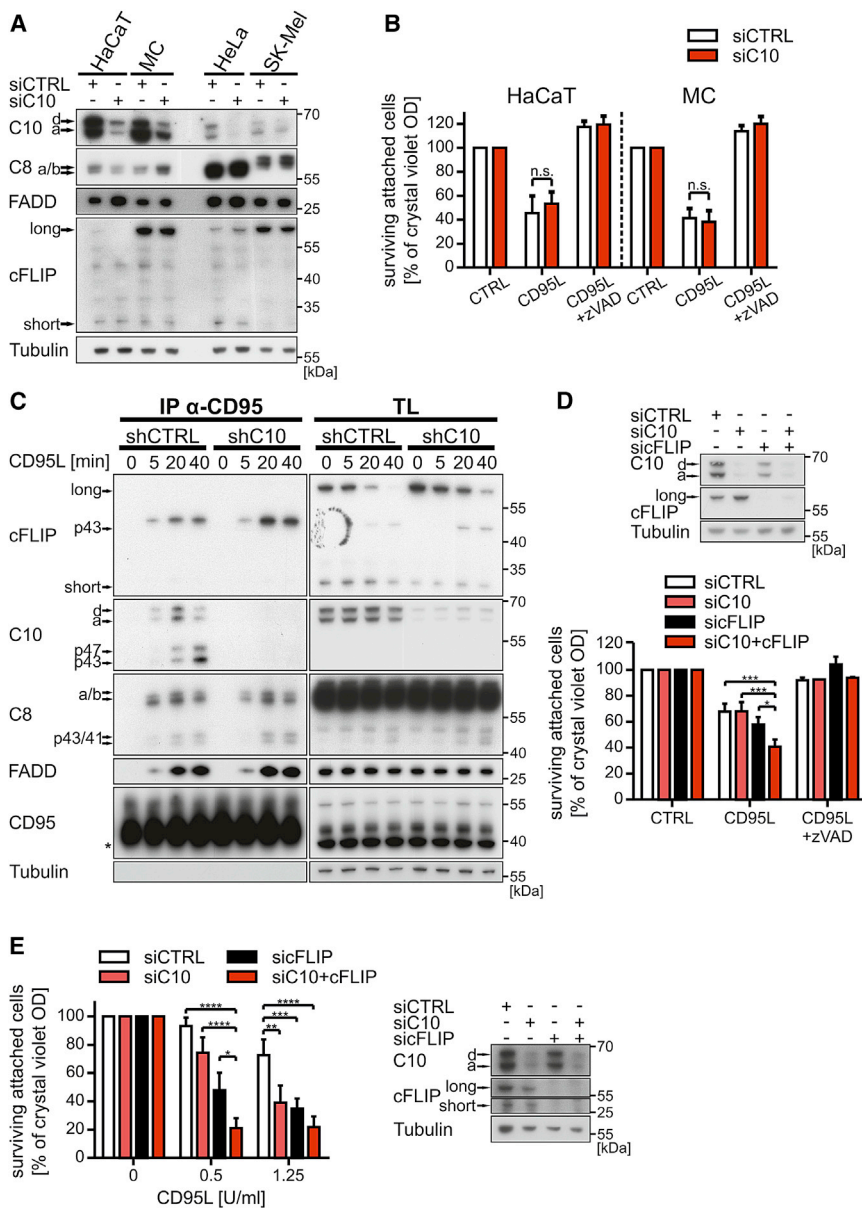 A
HaCaT MC HeLa SK-Mel
siCTRL + - + - + - + -
siC10 - + - + - + - +
C10 d a 70
C8 a/b 55
FADD 25
long
cFLIP
short
55
40
35
Tubulin 55
[kDa]
B
siCTRL
siC10
HaCaT MC
surviving attached cells
[% of crystal violet OD]
120
100
80
60
40
20
0
n.s. n.s.
CTRL CD95L CD95L +zVAD CTRL CD95L CD95L +zVAD
C
IP α-CD95 TL
shCTRL shC10 shCTRL shC10
CD95L [min] 0 5 20 40 0 5 20 40 0 5 20 40 0 5 20 40
long
cFLIP p43
short
55
40
35
C10 d a p47 p43
70
55
C8 a/b
p43/41
55
40
FADD 25
CD95
*
55
40
Tubulin 55
[kDa]
D
siCTRL + - - -
siC10 - + - +
sicFLIP - - + +
C10 d a 70
long
cFLIP 55
Tubulin 55
[kDa]
siCTRL
siC10
sicFLIP
siC10+cFLIP
surviving attached cells
[% of crystal violet OD]
120
100
80
60
40
20
0
***
***
*
CTRL CD95L CD95L
+zVAD
E
siCTRL sicFLIP
siC10 siC10+cFLIP
surviving attached cells
[% of crystal violet OD]
100
80
60
40
20
0
****
****
*
****
***
**
0 0.5 1.25
CD95L [U/ml]
siCTRL + - - -
siC10 - + - +
sicFLIP - - + +
C10 d a 70
cFLIP long 55
short 25
Tubulin 55
[kDa]